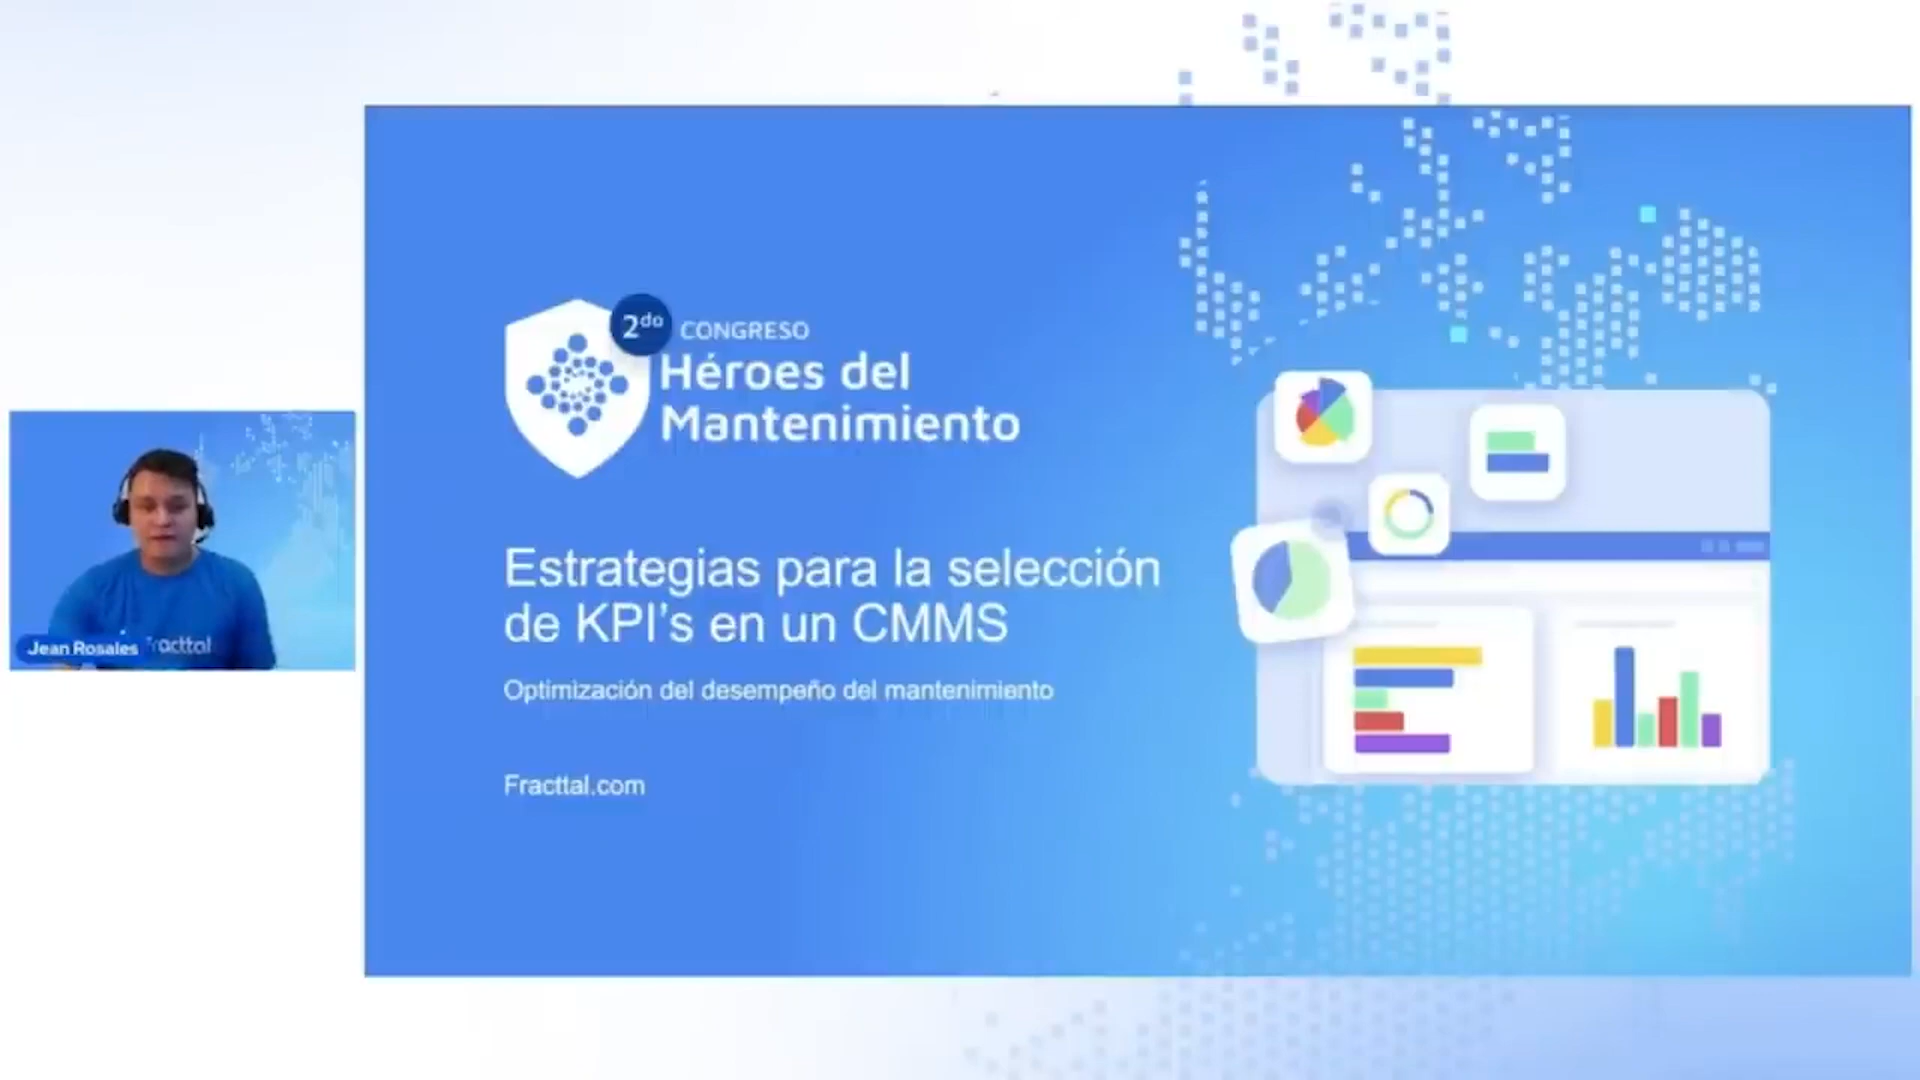 2do CONGRESO
Héroes del
Mantenimiento
Estrategias para la selección
de KPI's en un CMMS
Optimización del desempeño del mantenimiento
Fracttal.com
Jean Rosales
fracttal